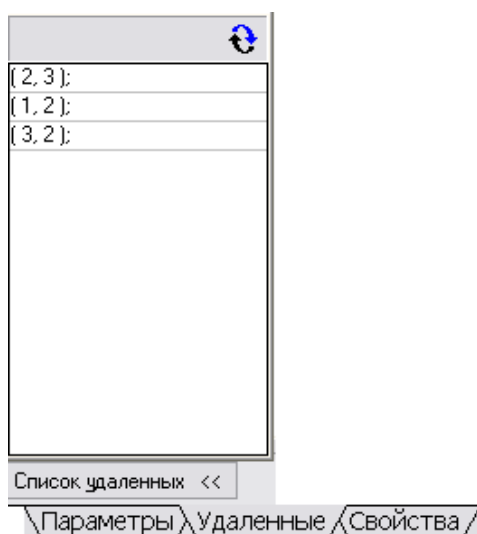 ( 2, 3 );
( 1, 2 );
( 3, 2 );
Список удаленных <<
Параметры Удаленные Свойства